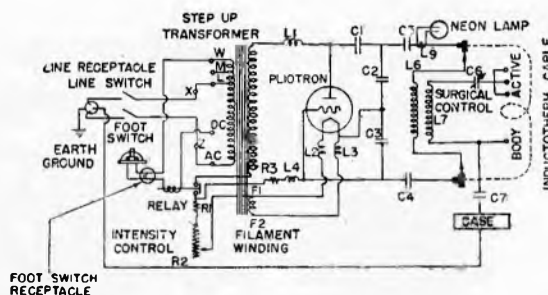 STEP UP
TRANSFORMER
L1
C1
C7
NEON LAMP
L9
LINE RECEPTACLE
LINE SWITCH
W
M
L
X
PLIOTRON
C2
L6
C6
ACTIVE
SURGICAL
CONTROL
L7
INDUCTOTHERM CABLE
FOOT
SWITCH
DC
Z
AC
C3
BODY
EARTH
GROUND
L2
L3
R3
L4
C4
C7
RELAY
R1
F1
F2
CASE
INTENSITY
CONTROL
R2
FILAMENT
WINDING
FOOT SWITCH
RECEPTACLE